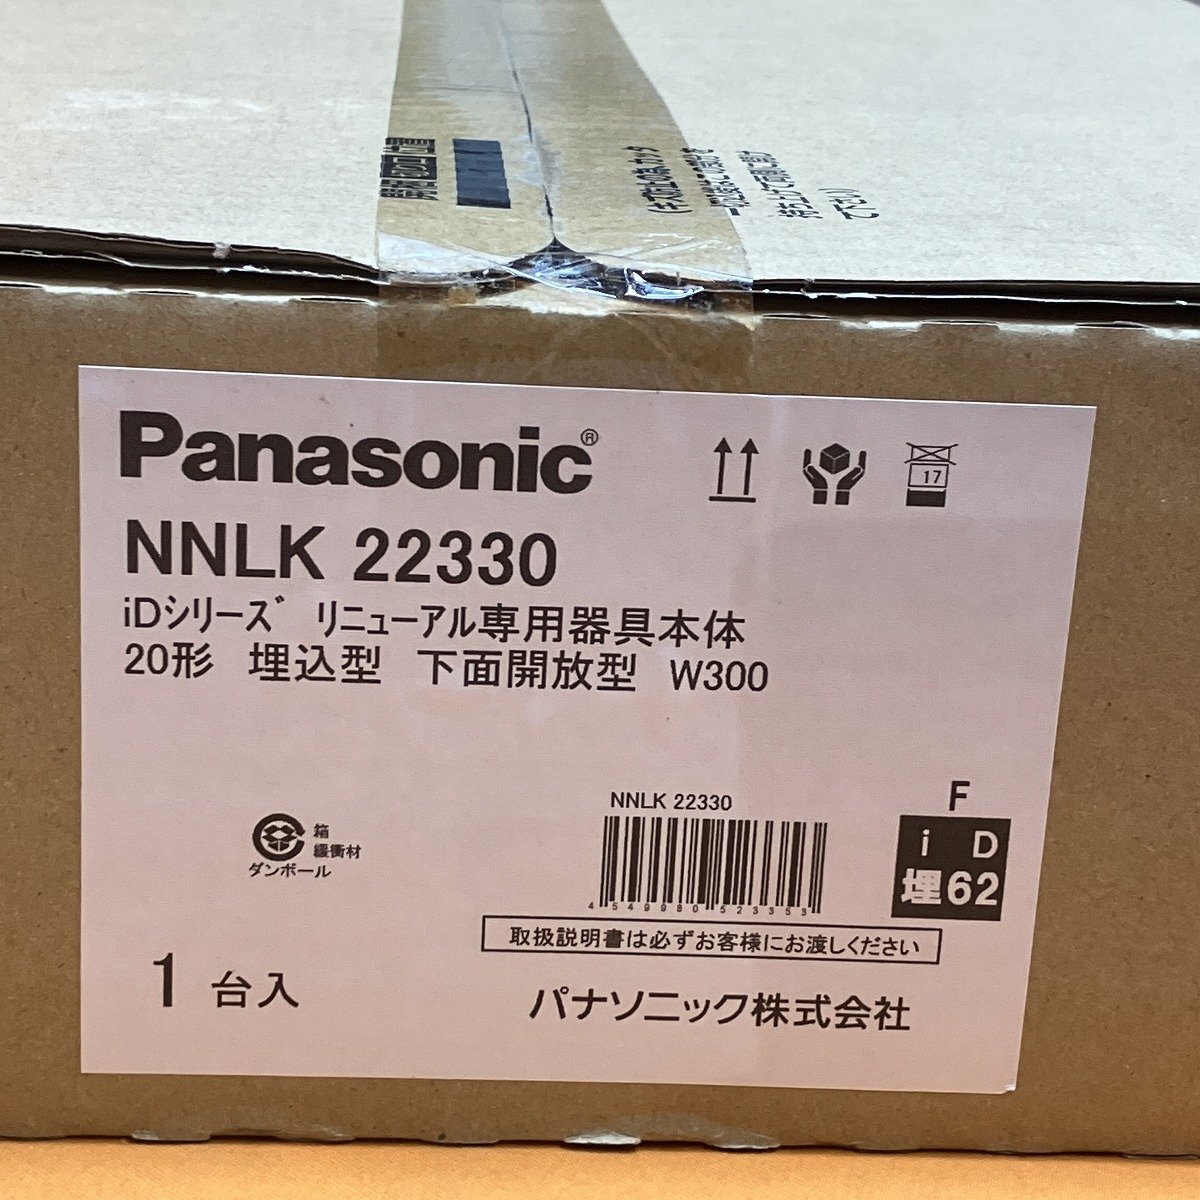 Panasonic®
17
NNLK 22330
iDシリーズ リニューアル専用器具本体
20形 埋込型 下面開放型 W300
NNLK 22330
4549980523353
F
i D
埋62
箱
緩衝材
ダンボール
取扱説明書は必ずお客様にお渡しください
1 台入
パナソニック株式会社